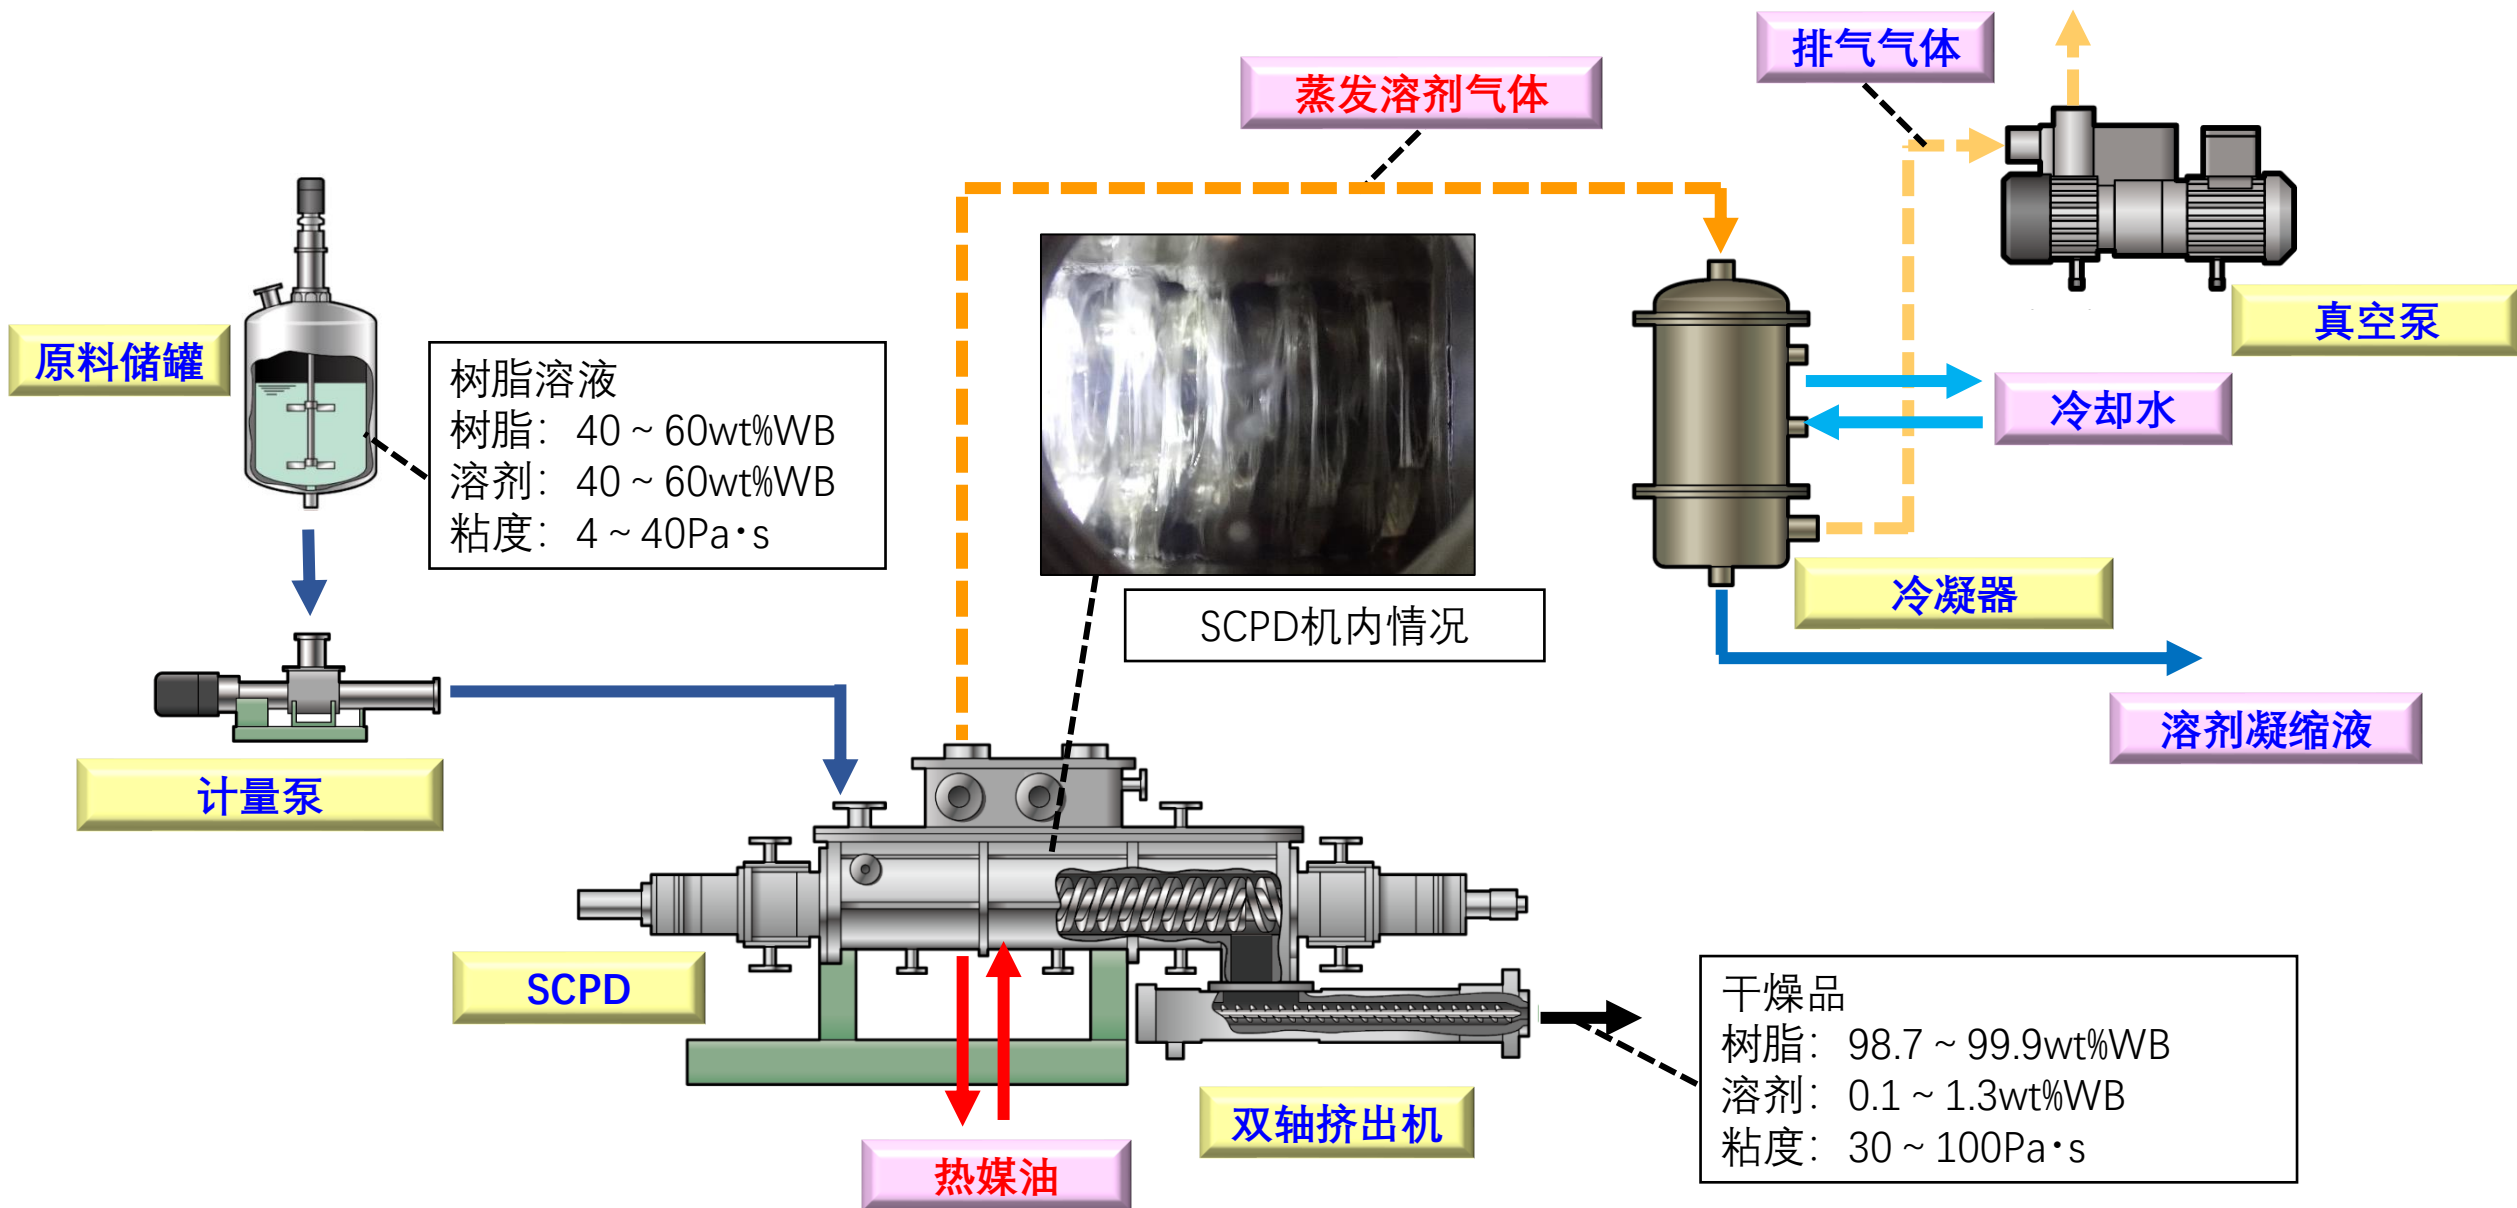 排气气体
蒸发溶剂气体
真空泵
原料储罐
树脂溶液
树脂：40～60wt%WB
溶剂：40～60wt%WB
粘度：4～40Pa･s
冷却水
冷凝器
SCPD机内情况
溶剂凝缩液
计量泵
SCPD
干燥品
树脂：98.7～99.9wt%WB
溶剂：0.1～1.3wt%WB
粘度：30～100Pa･s
双轴挤出机
热媒油